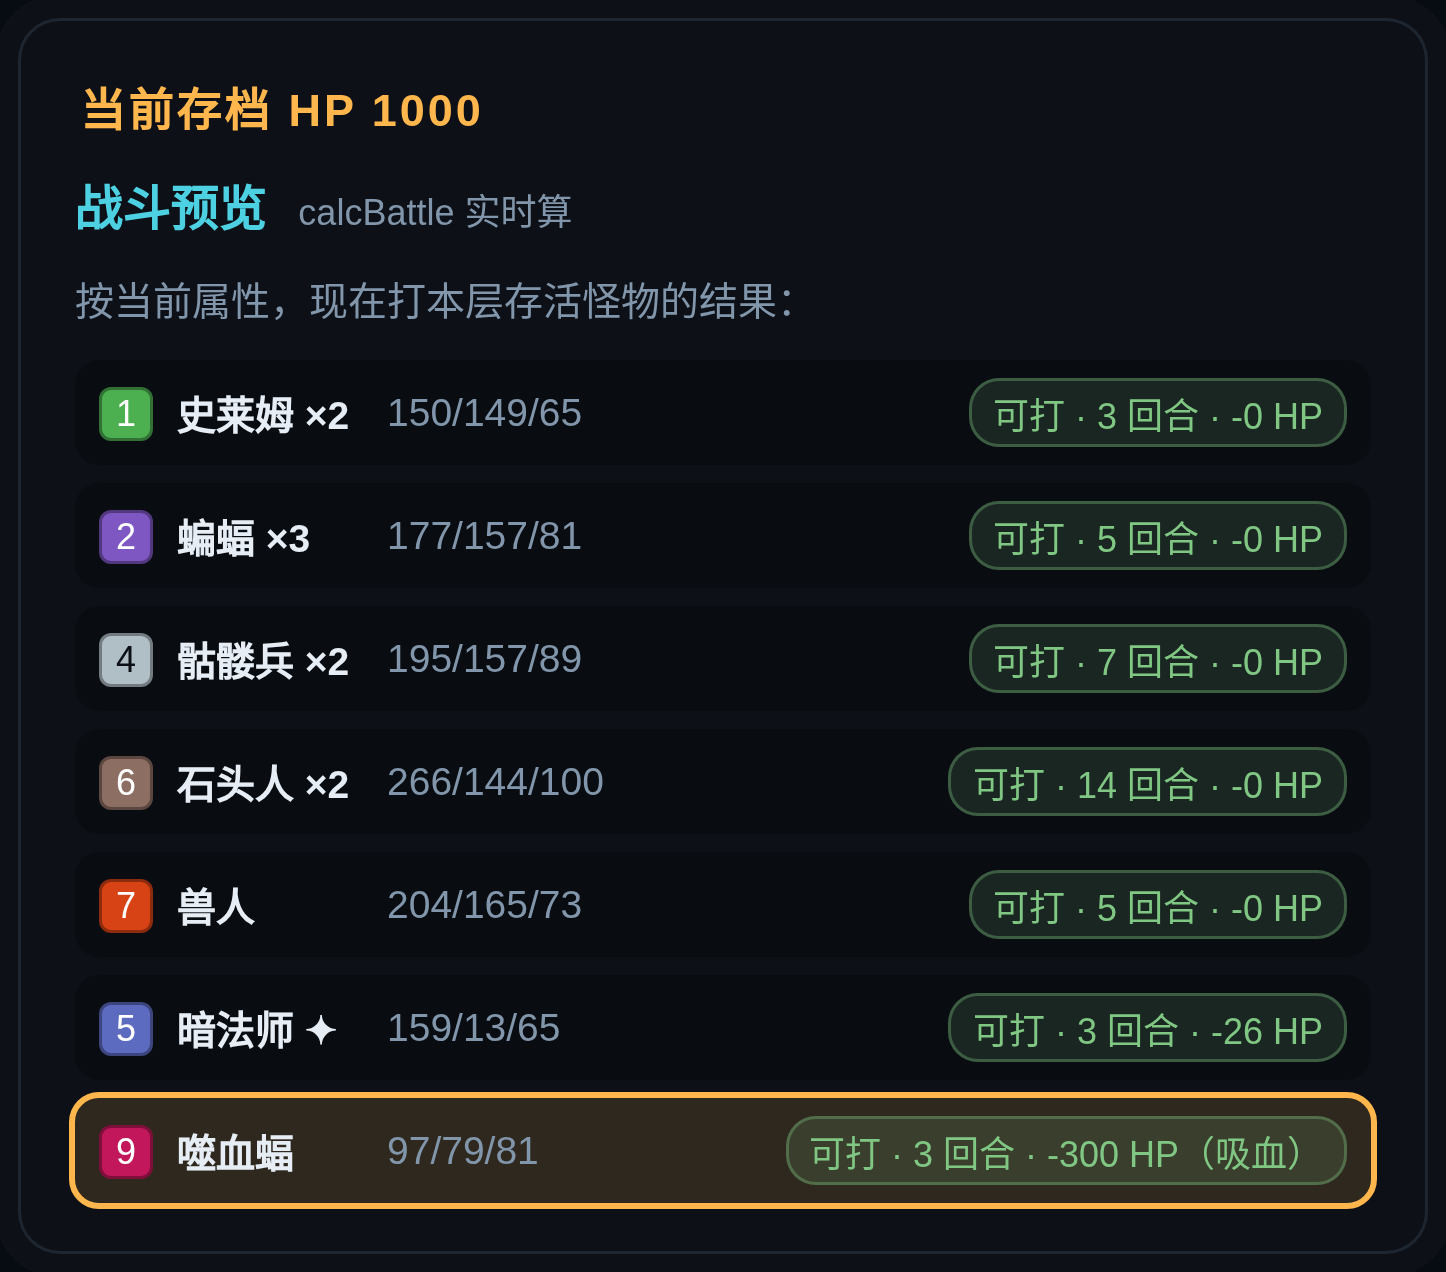 当前存档 HP 1000
战斗预览 calcBattle 实时算
按当前属性，现在打本层存活怪物的结果：
1 史莱姆 ×2 150/149/65 可打 · 3 回合 · -0 HP
2 蝙蝠 ×3 177/157/81 可打 · 5 回合 · -0 HP
4 骷髅兵 ×2 195/157/89 可打 · 7 回合 · -0 HP
6 石头人 ×2 266/144/100 可打 · 14 回合 · -0 HP
7 兽人 204/165/73 可打 · 5 回合 · -0 HP
5 暗法师 ✦ 159/13/65 可打 · 3 回合 · -26 HP
9 噬血蝠 97/79/81 可打 · 3 回合 · -300 HP（吸血）